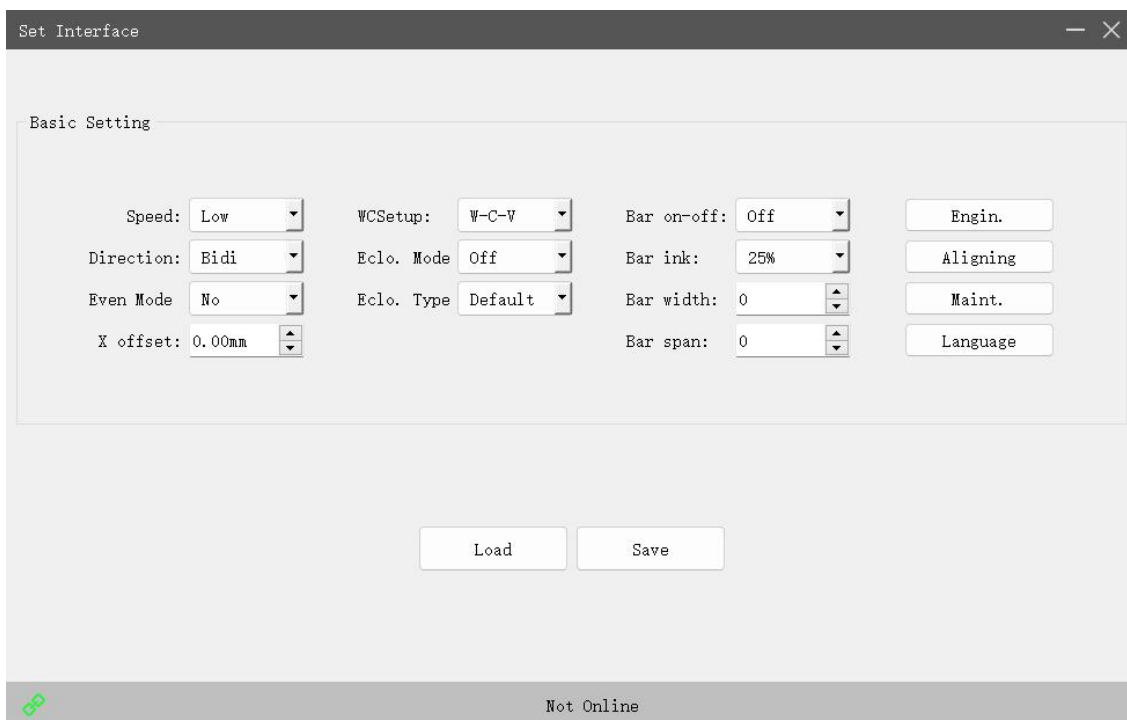 Set Interface
Basic Setting
Speed: Low WCSetup: W-C-V Bar on-off: Off Engin.
Direction: Bidi Eclo. Mode Off Bar ink: 25% Aligning
Even Mode No Eclo. Type Default Bar width: 0 Maint.
X offset: 0.00mm Bar span: 0 Language
Load Save
Not Online